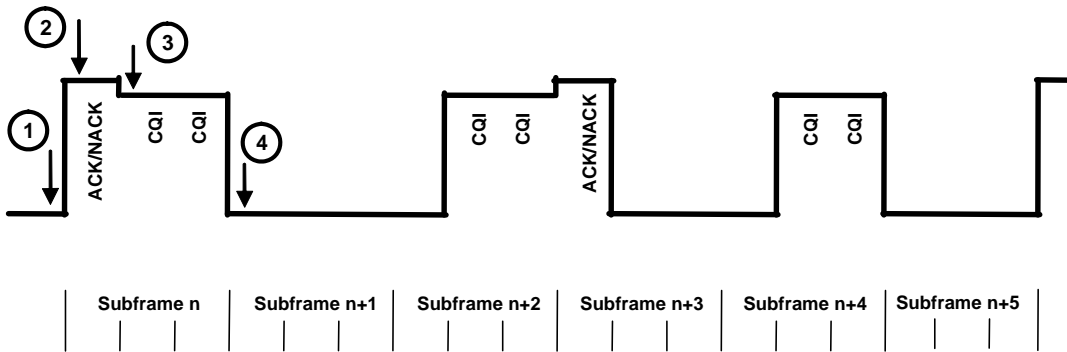 2
3
1
4
ACK/NACK
CQI
CQI
CQI
CQI
ACK/NACK
CQI
CQI
Subframe n
Subframe n+1
Subframe n+2
Subframe n+3
Subframe n+4
Subframe n+5